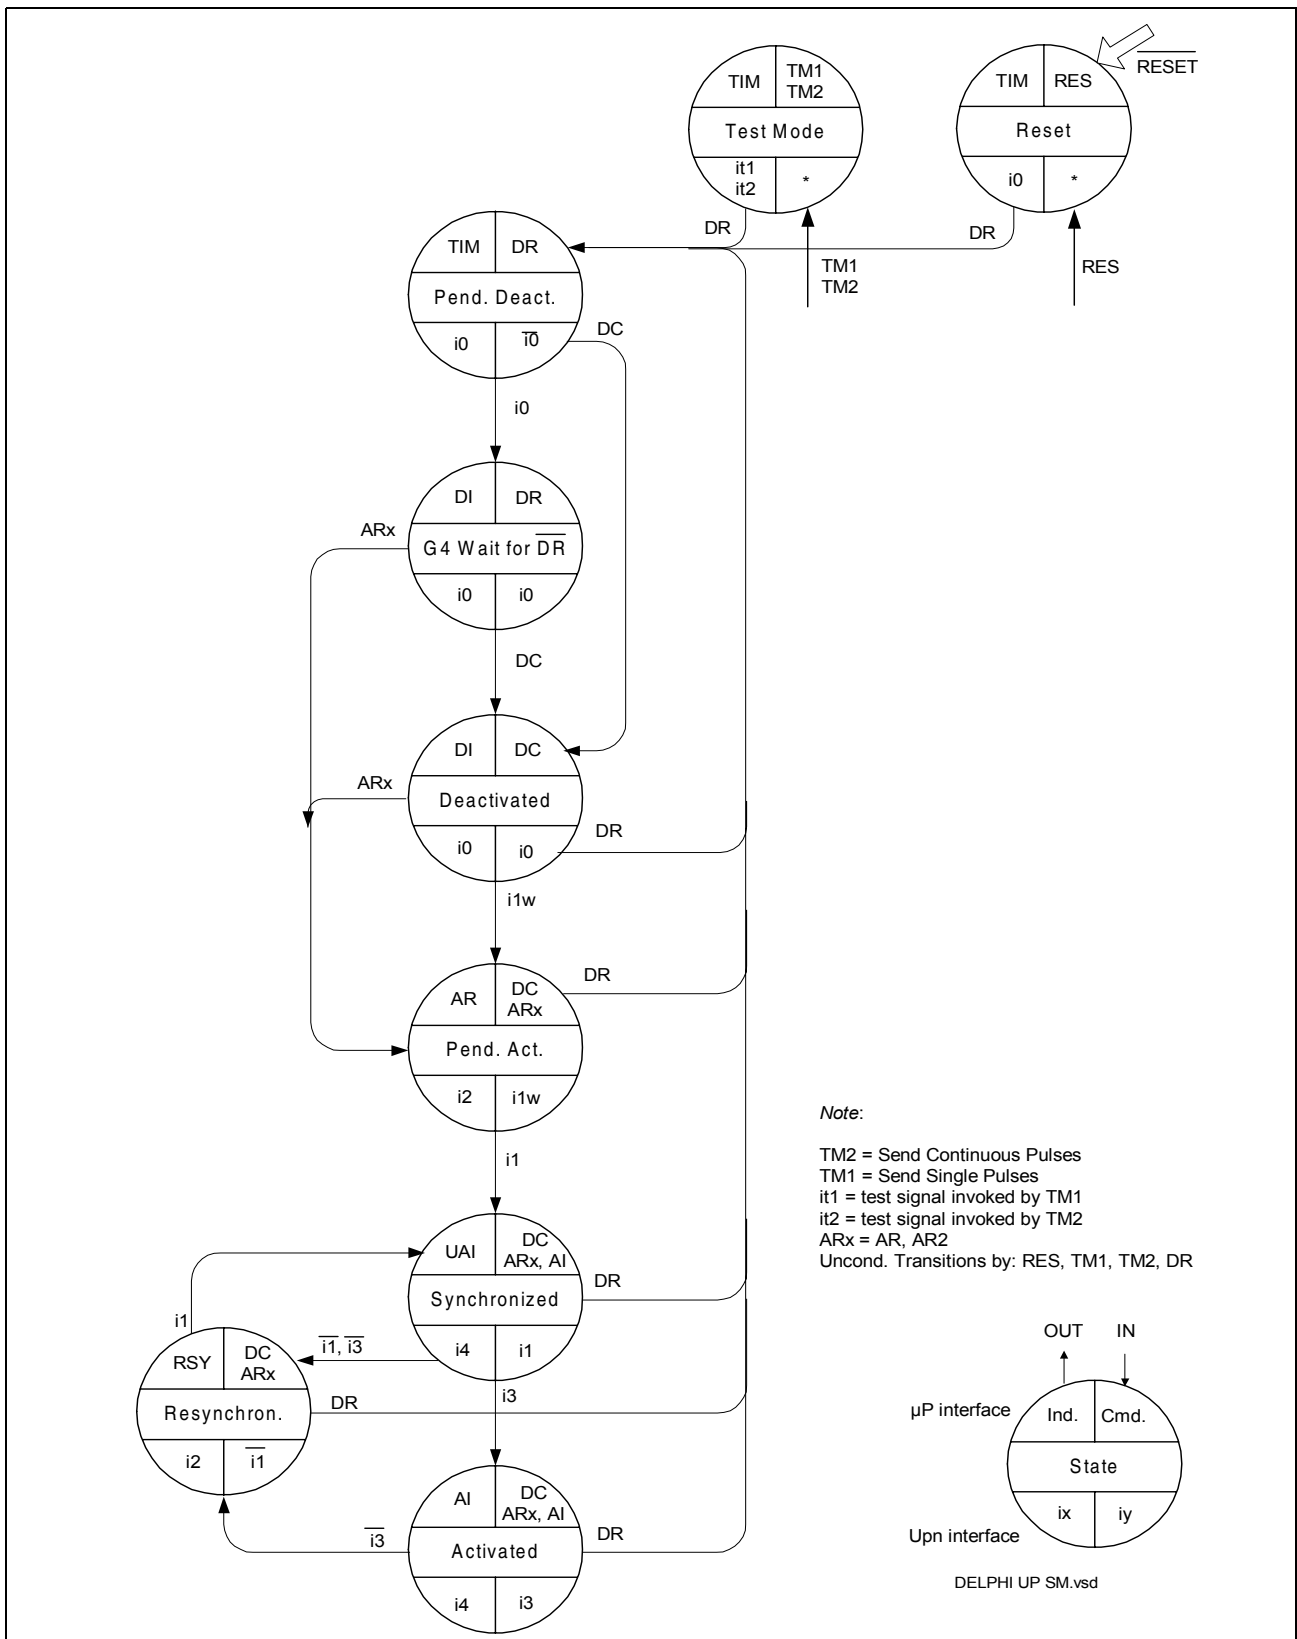 TIM
TM1
TM2
Test Mode
it1
it2
*
TIM
RES
Reset
i0
*
RESET
DR
DR
TM1
TM2
RES
TIM
DR
Pend. Deact.
i0
i0
DC
i0
DI
DR
G4 Wait for DR
i0
i0
ARx
DC
DI
DC
Deactivated
i0
i0
ARx
DR
i1w
AR
DC
ARx
Pend. Act.
i2
i1w
DR
i1
UAI
DC
ARx, AI
Synchronized
i4
i1
DR
i1
i1, i3
i3
RSY
DC
ARx
Resynchron.
i2
i1
DR
AI
DC
ARx, AI
Activated
i4
i3
i3
DR
Note:
TM2 = Send Continuous Pulses
TM1 = Send Single Pulses
it1 = test signal invoked by TM1
it2 = test signal invoked by TM2
ARx = AR, AR2
Uncond. Transitions by: RES, TM1, TM2, DR
OUT
IN
µP interface
Ind.
Cmd.
State
ix
iy
Upn interface
DELPHI UP SM.vsd